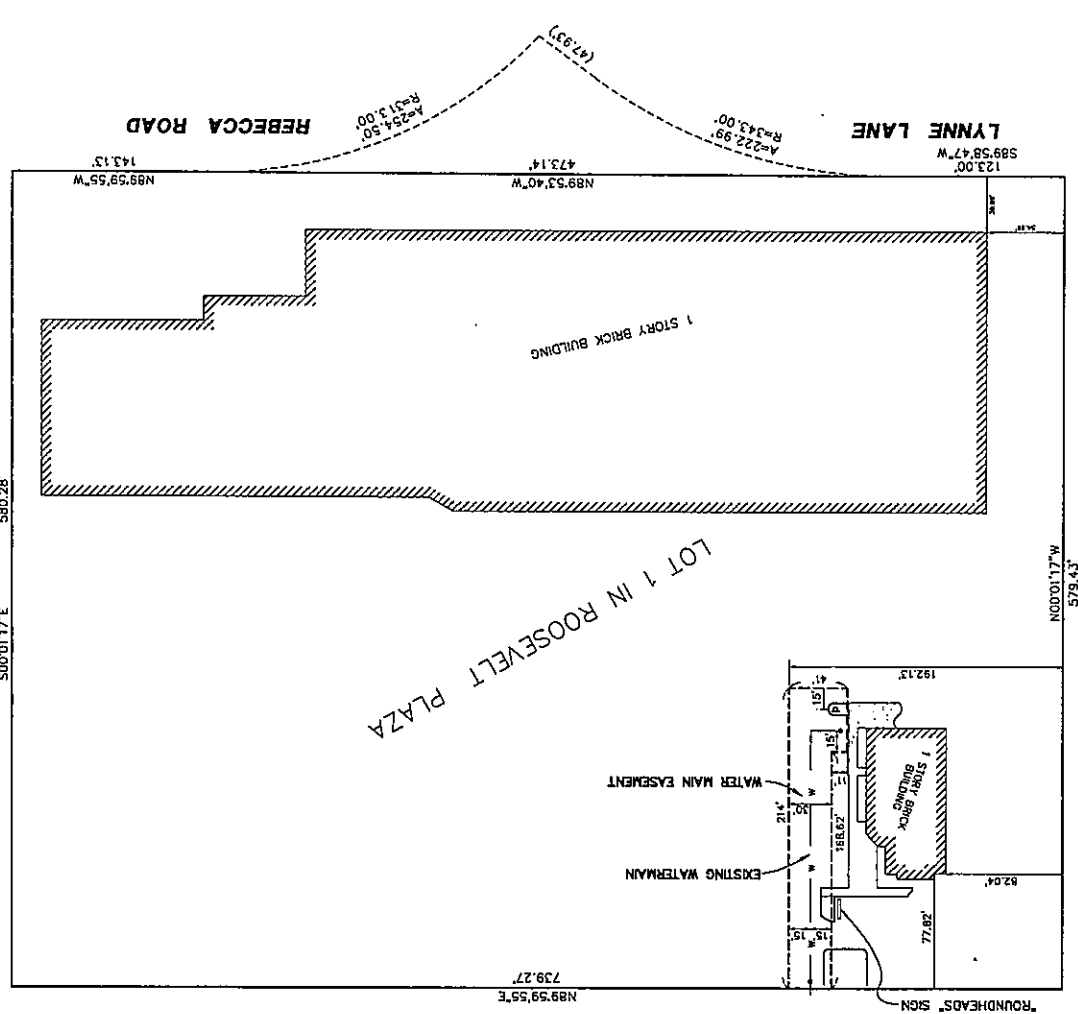 "ROUNDHEADS" SIGN
N89°59'55"E
739.27'
W
15' 15'
77.82'
82.04'
EXISTING WATERMAIN
W
168.62'
30'
214'
WATER MAIN EASEMENT
W
11'
1 STORY BRICK
BUILDING
15'
P
15'
41'
192.13'
LOT 1 IN ROOSEVELT PLAZA
N00°01'17"W
579.43'
S00°01'17"E
580.28
1 STORY BRICK BUILDING
123.00'
S89°58'47"W
N89°53'40"W
473.14'
N89°59'55"W
143.13'
LYNNE LANE
A=222.99'
R=343.00'
(47.93')
A=254.50'
R=313.00'
REBECCA ROAD